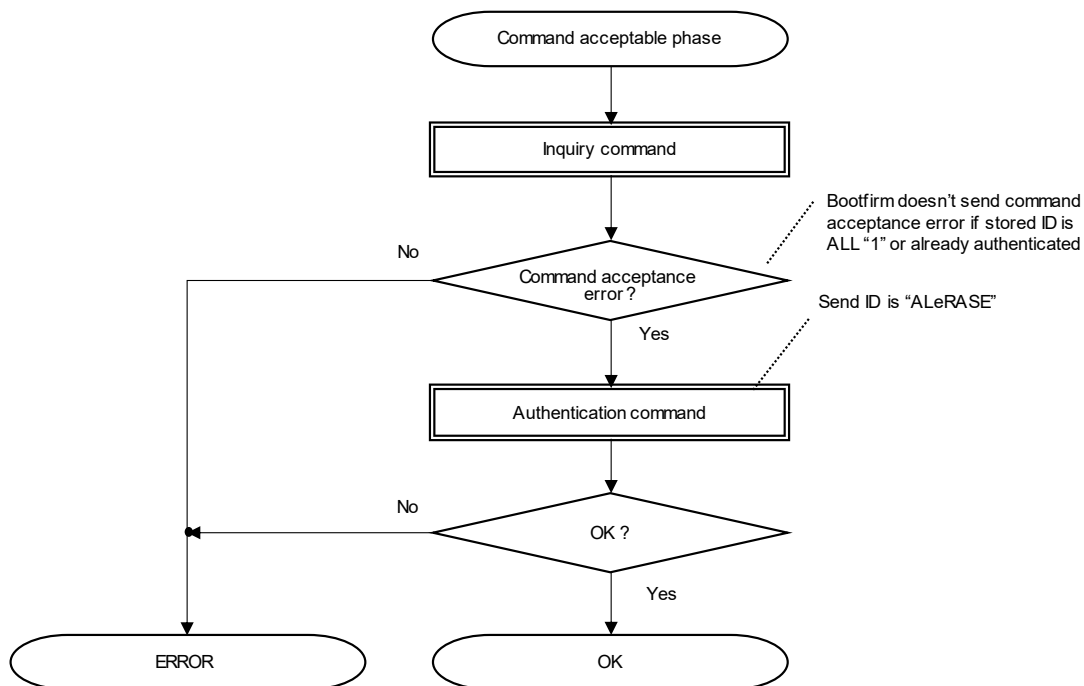 Command acceptable phase
Inquiry command
Bootfirm doesn't send command
acceptance error if stored ID is
ALL “1” or already authenticated
No
Command acceptance
error ?
Send ID is “ALeRASE”
Yes
Authentication command
No
OK ?
Yes
ERROR
OK